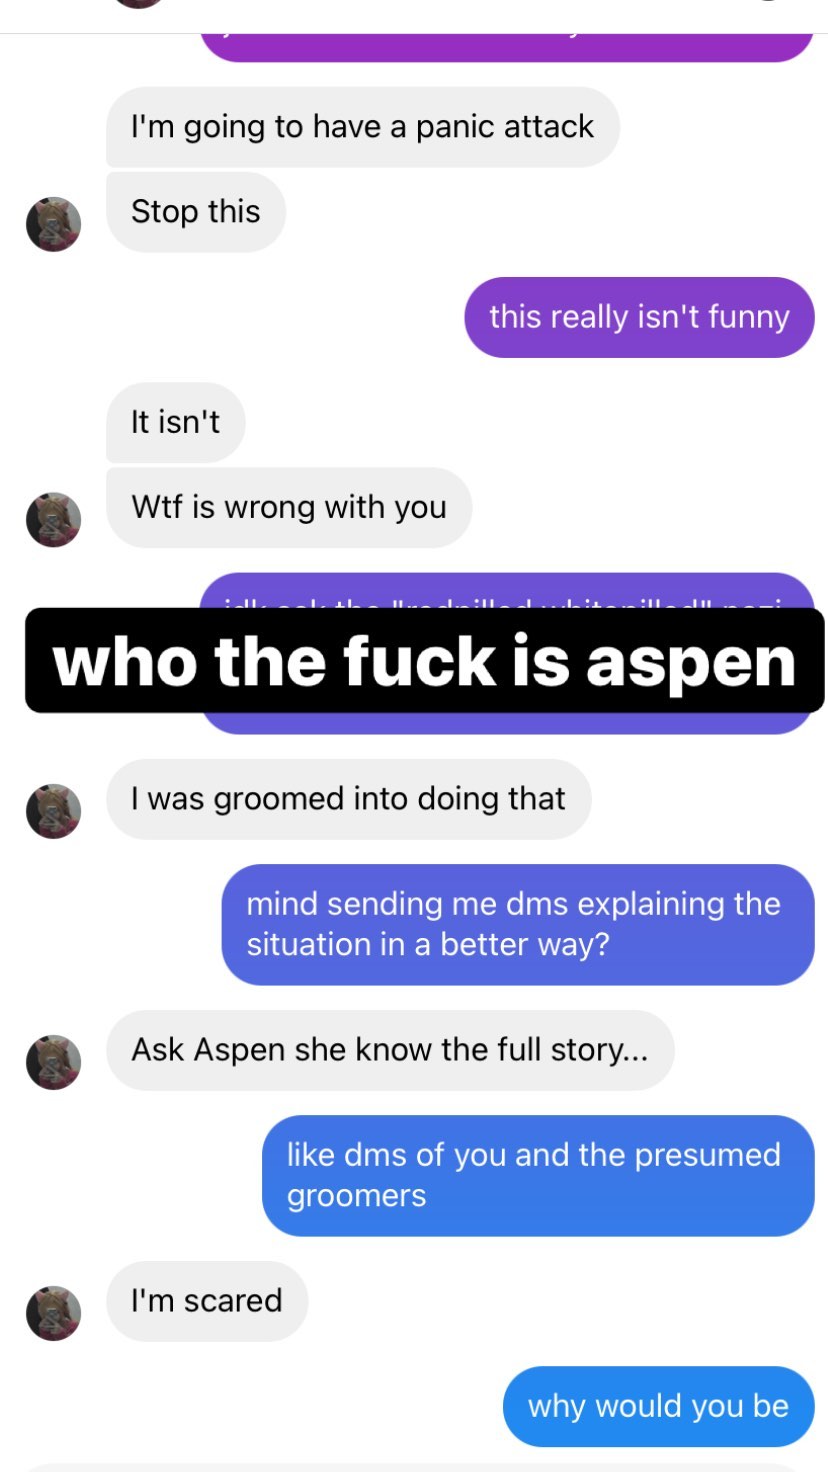 I'm going to have a panic attack
Stop this
this really isn't funny
It isn't
Wtf is wrong with you
idk ask the "redpilled whitepilled" nazi
who the fuck is aspen
I was groomed into doing that
mind sending me dms explaining the
situation in a better way?
Ask Aspen she know the full story...
like dms of you and the presumed
groomers
I'm scared
why would you be